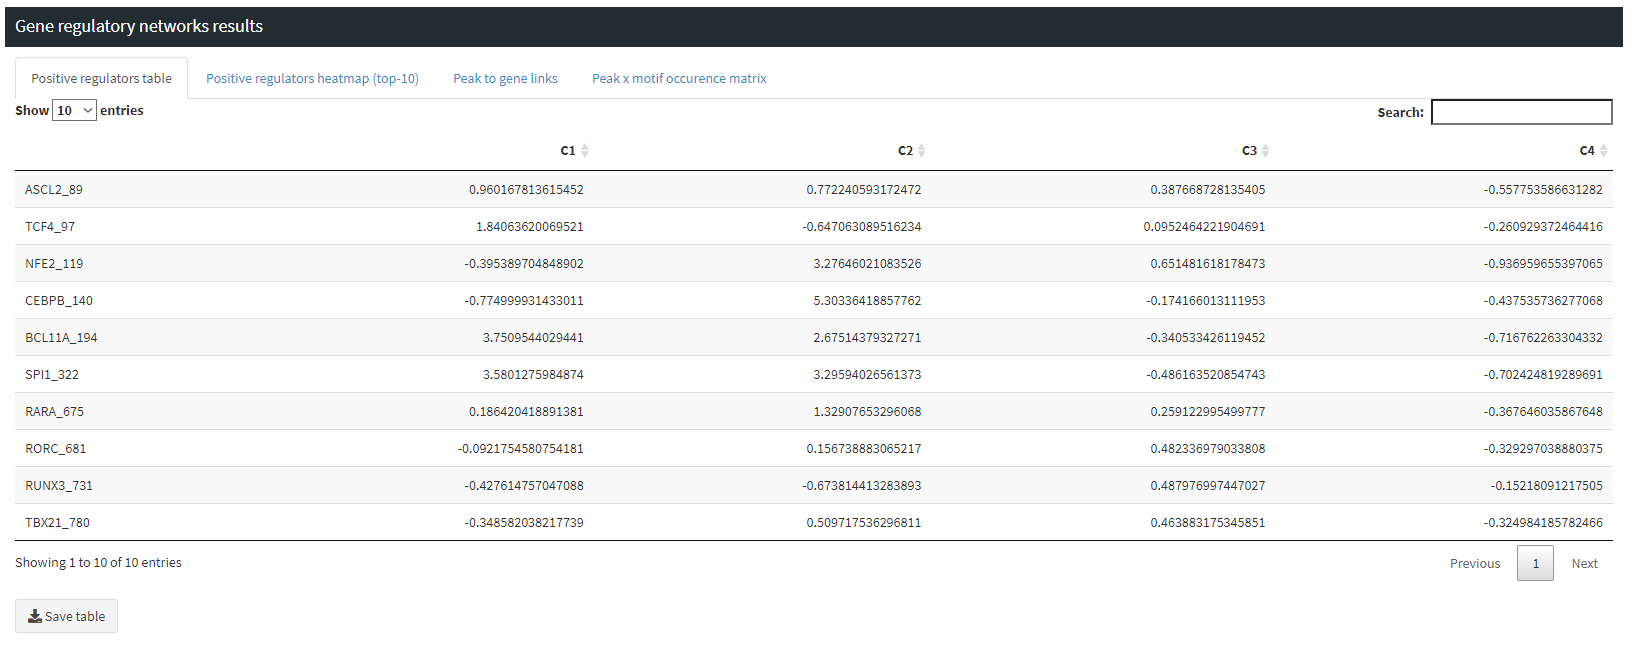 Gene regulatory networks results
Positive regulators table Positive regulators heatmap (top-10) Peak to gene links Peak x motif occurence matrix
Show 10 entries Search:
C1 C2 C3 C4
ASCL2_89 0.960167813615452 0.772240593172472 0.387668728135405 -0.557753586631282
TCF4_97 1.84063620069521 -0.647063089516234 0.0952464221904691 -0.260929372464416
NFE2_119 -0.395389704848902 3.27646021083526 0.651481618178473 -0.936959655397065
CEBPB_140 -0.774999931433011 5.30336418857762 -0.174166013111953 -0.437535736277068
BCL11A_194 3.7509544029441 2.67514379327271 -0.340533426119452 -0.716762263304332
SPI1_322 3.5801275984874 3.29594026561373 -0.486163520854743 -0.702424819289691
RARA_675 0.186420418891381 1.32907653296068 0.259122995499777 -0.367646035867648
RORC_681 -0.0921754580754181 0.156738883065217 0.482336979033808 -0.329297038880375
RUNX3_731 -0.427614757047088 -0.673814413283893 0.487976997447027 -0.15218091217505
TBX21_780 -0.348582038217739 0.509717536296811 0.463883175345851 -0.324984185782466
Showing 1 to 10 of 10 entries Previous 1 Next
Save table